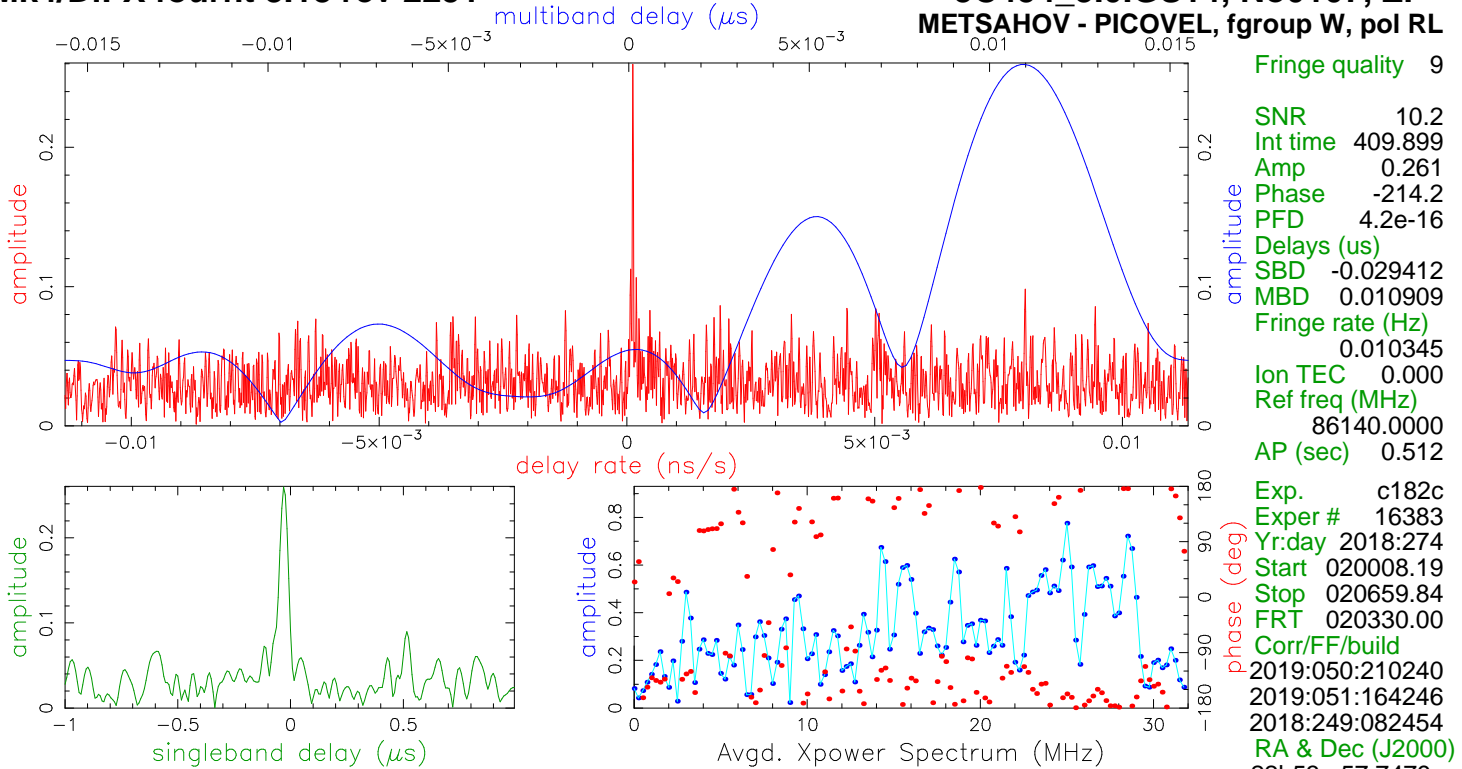 METSAHOV - PICOVEL, fgroup W, pol RL
multiband delay (μs)
−0.015 −0.01 −5×10⁻³ 0 5×10⁻³ 0.01 0.015
amplitude
0 0.1 0.2
amplitude
0 0.1 0.2
−0.01 −5×10⁻³ 0 5×10⁻³ 0.01
delay rate (ns/s)
Fringe quality 9
SNR 10.2
Int time 409.899
Amp 0.261
Phase -214.2
PFD 4.2e-16
Delays (us)
SBD -0.029412
MBD 0.010909
Fringe rate (Hz)
0.010345
Ion TEC 0.000
Ref freq (MHz)
86140.0000
AP (sec) 0.512
Exp. c182c
Exper # 16383
Yr:day 2018:274
Start 020008.19
Stop 020659.84
FRT 020330.00
Corr/FF/build
2019:050:210240
2019:051:164246
2018:249:082454
RA & Dec (J2000)
amplitude
0 0.1 0.2
−1 −0.5 0 0.5
singleband delay (μs)
amplitude
0 0.2 0.4 0.6 0.8
0 10 20 30
Avgd. Xpower Spectrum (MHz)
phase (deg)
−180 −90 0 90 180